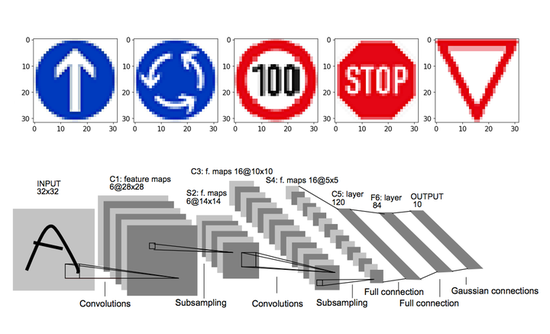 0
10
20
30
0 10 20 30
0
10
20
30
0 10 20 30
0
10
20
30
0 10 20 30
100
0
10
20
30
0 10 20 30
STOP
0
10
20
30
0 10 20 30
C3: f. maps 16@10x10
INPUT
32x32
C1: feature maps
6@28x28
S4: f. maps 16@5x5
S2: f. maps
6@14x14
C5: layer
120
F6: layer
84
OUTPUT
10
A
Convolutions
Subsampling
Convolutions
Subsampling
Full connection
Full connection
Gaussian connections